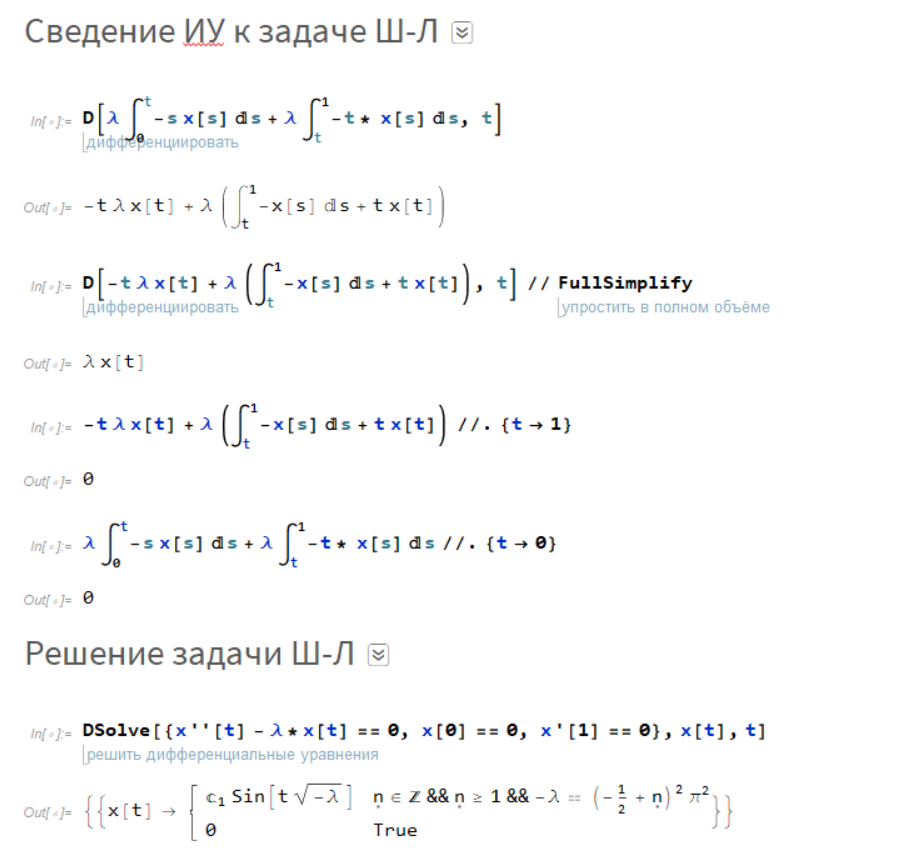 Сведение ИУ к задаче Ш-Л
In[ ]:= D[λ ∫₀ᵗ -s x[s] ⅆs + λ ∫ₜ¹ -t * x[s] ⅆs, t]
дифференциировать
Out[ ]= -t λ x[t] + λ (∫ₜ¹ -x[s] ⅆs + t x[t])
In[ ]:= D[-t λ x[t] + λ (∫ₜ¹ -x[s] ⅆs + t x[t]), t] // FullSimplify
дифференциировать упростить в полном объёме
Out[ ]= λ x[t]
In[ ]:= -t λ x[t] + λ (∫ₜ¹ -x[s] ⅆs + t x[t]) //. {t → 1}
Out[ ]= 0
In[ ]:= λ ∫₀ᵗ -s x[s] ⅆs + λ ∫ₜ¹ -t * x[s] ⅆs //. {t → 0}
Out[ ]= 0
Решение задачи Ш-Л
In[ ]:= DSolve[{x''[t] - λ * x[t] == 0, x[0] == 0, x'[1] == 0}, x[t], t]
решить дифференциальные уравнения
Out[ ]= {{x[t] → { c₁ Sin[t √-λ] n ∈ ℤ && n ≥ 1 && -λ == (-1/2 + n)² π²
0 True }}